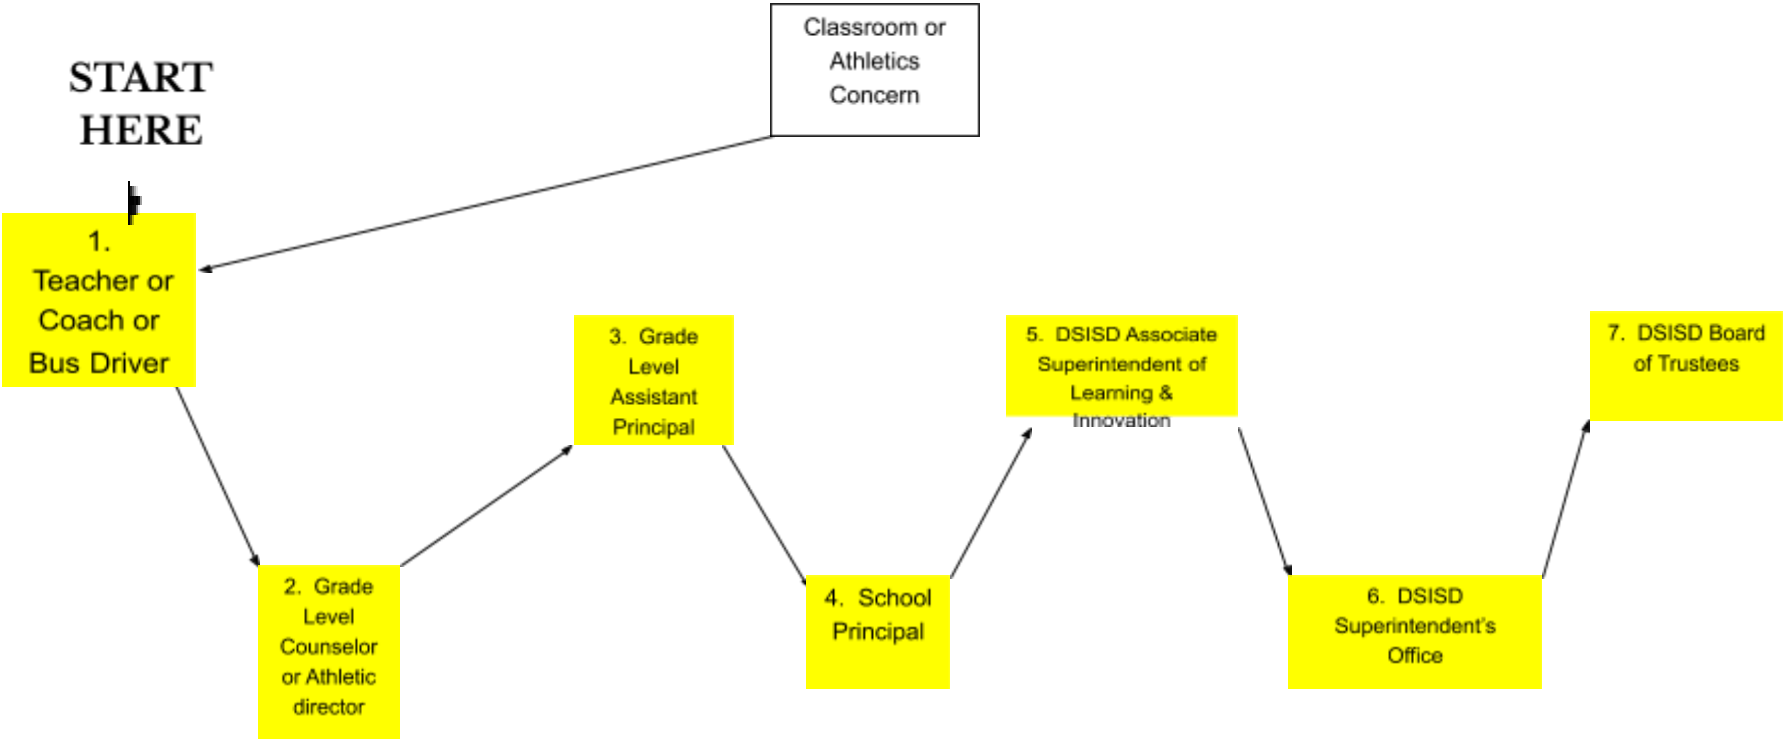 Classroom or
Athletics
Concern
START
HERE
1.
Teacher or
Coach or
Bus Driver
2. Grade
Level
Counselor
or Athletic
director
3. Grade
Level
Assistant
Principal
4. School
Principal
5. DSISD Associate
Superintendent of
Learning &
Innovation
6. DSISD
Superintendent's
Office
7. DSISD Board
of Trustees